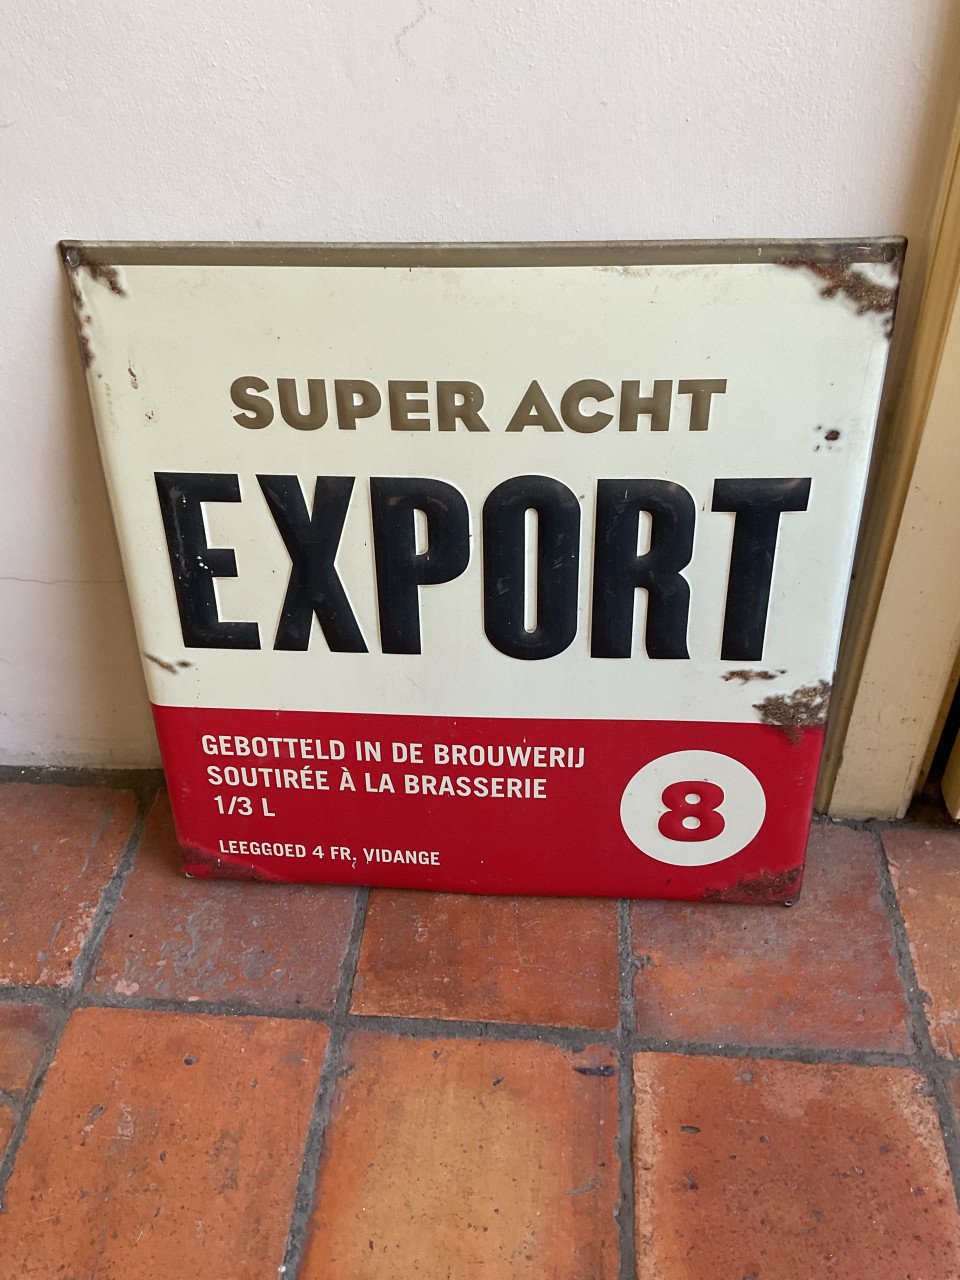 SUPER ACHT
EXPORT
GEBOTTELD IN DE BROUWERIJ
SOUTIRÉE À LA BRASSERIE
1/3 L
8
LEEGGOED 4 FR. VIDANGE